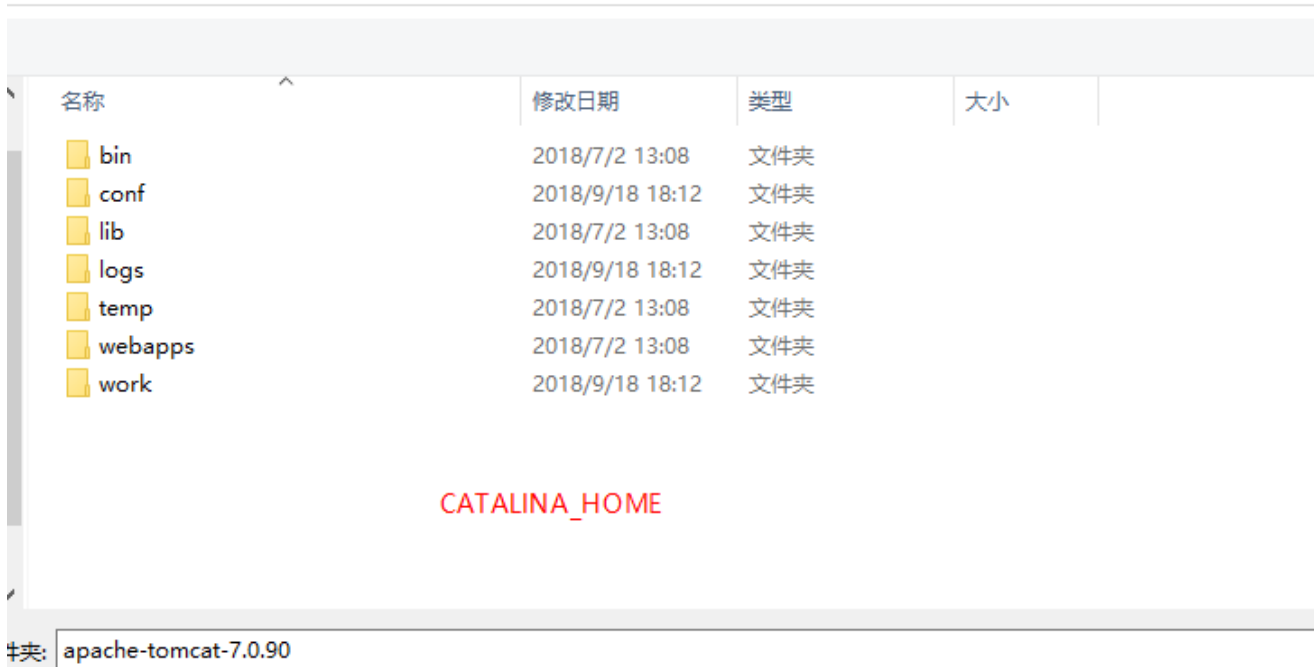 名称 修改日期 类型 大小
bin 2018/7/2 13:08 文件夹
conf 2018/9/18 18:12 文件夹
lib 2018/7/2 13:08 文件夹
logs 2018/9/18 18:12 文件夹
temp 2018/7/2 13:08 文件夹
webapps 2018/7/2 13:08 文件夹
work 2018/9/18 18:12 文件夹
CATALINA_HOME
件夹: apache-tomcat-7.0.90